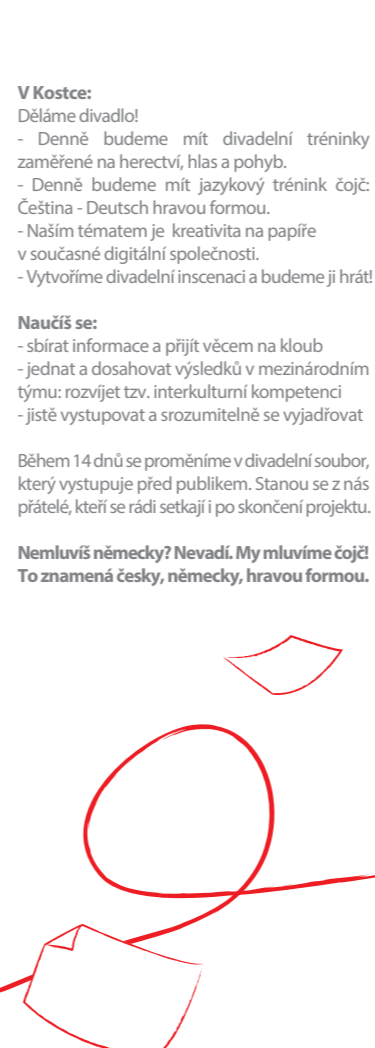 V Kostce:
Děláme divadlo!
- Denně budeme mít divadelní tréninky
zaměřené na herectví, hlas a pohyb.
- Denně budeme mít jazykový trénink čojč:
Čeština - Deutsch hravou formou.
- Naším tématem je kreativita na papíře
v současné digitální společnosti.
- Vytvoříme divadelní inscenaci a budeme ji hrát!
Naučíš se:
- sbírat informace a přijít věcem na kloub
- jednat a dosahovat výsledků v mezinárodním
týmu: rozvíjet tzv. interkulturní kompetenci
- jistě vystupovat a srozumitelně se vyjadřovat
Během 14 dnů se proměníme v divadelní soubor,
který vystupuje před publikem. Stanou se z nás
přátelé, kteří se rádi setkají i po skončení projektu.
Nemluvíš německy? Nevadí. My mluvíme čojč!
To znamená česky, německy, hravou formou.